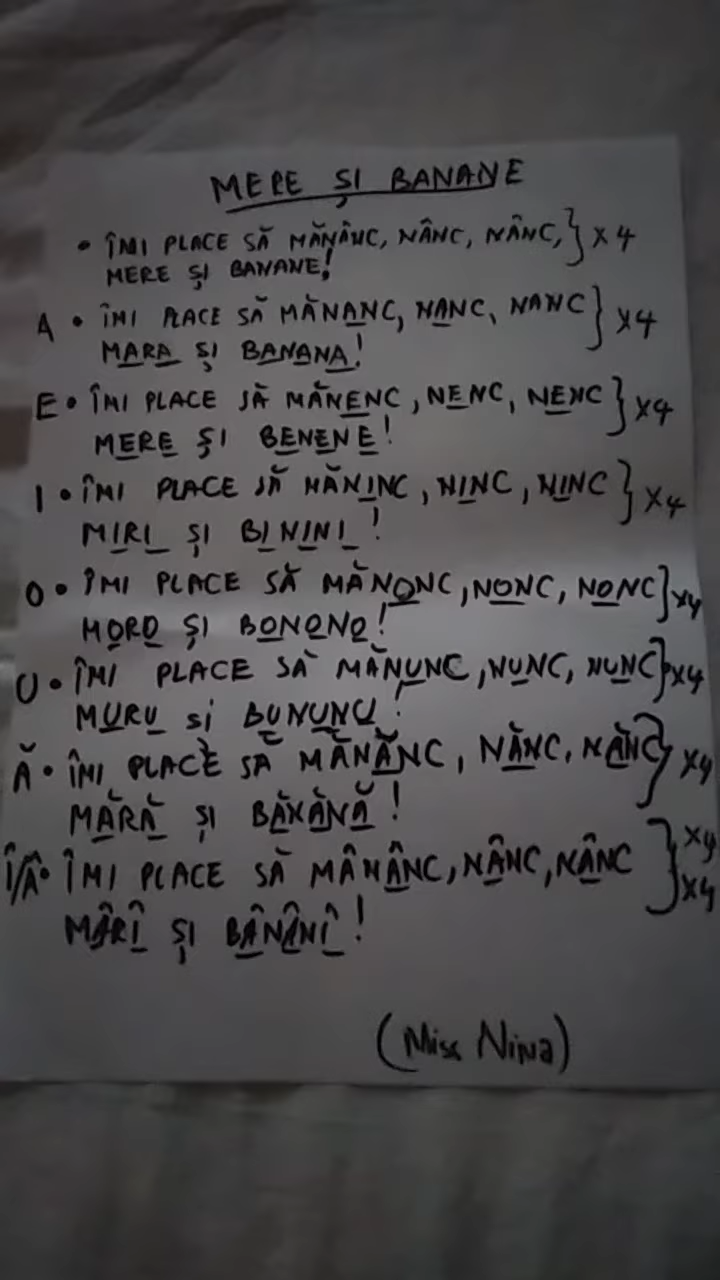 MERE ȘI BANANE
• ÎMI PLACE SĂ MĂNÂNC, NÂNC, NÂNC, } X 4
MERE ȘI BANANE!
A • ÎMI PLACE SĂ MĂNANC, NANC, NANC } X4
MARA ȘI BANANA!
E • ÎMI PLACE SĂ MĂNENC, NENC, NENC } X4
MERE ȘI BENENE!
I • ÎMI PLACE SĂ MĂNINC, NINC, NINC } X4
MIRI ȘI BININI!
O • ÎMI PLACE SĂ MĂNONC, NONC, NONC ] X4
MORO ȘI BONONO!
U • ÎMI PLACE SĂ MĂNUNC, NUNC, NUNC } X4
MURU și BUNUNU!
Ă • ÎMI PLACE SĂ MĂNĂNC, NĂNC, NĂNC } X4
MĂRĂ ȘI BĂNĂNĂ!
Î/Â • ÎMI PLACE SĂ MÂNÂNC, NÂNC, NÂNC } X4
X4
MÂRÎ ȘI BÂNÂNÎ!
(Miss Nina)